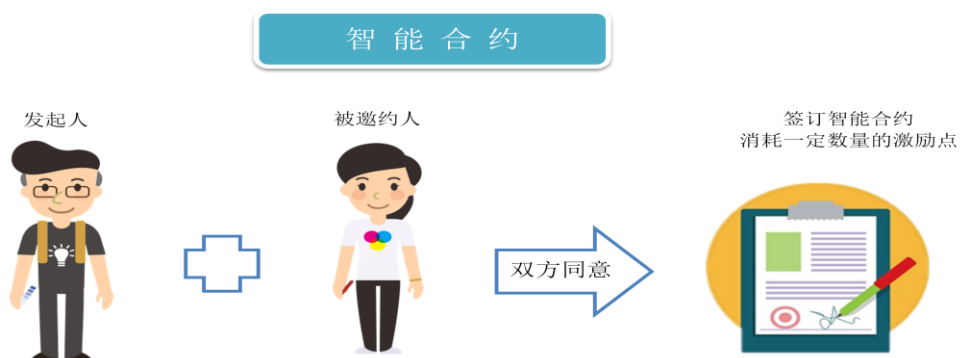 智能合约
发起人
被邀约人
签订智能合约
消耗一定数量的激励点
双方同意